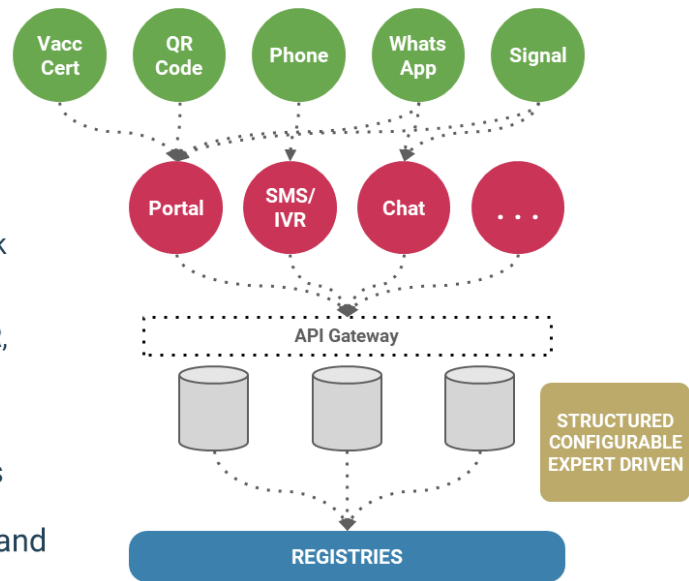 Vacc
Cert
QR
Code
Phone
Whats
App
Signal
Portal
SMS/
IVR
Chat
. . .
API Gateway
STRUCTURED
CONFIGURABLE
EXPERT DRIVEN
and
REGISTRIES